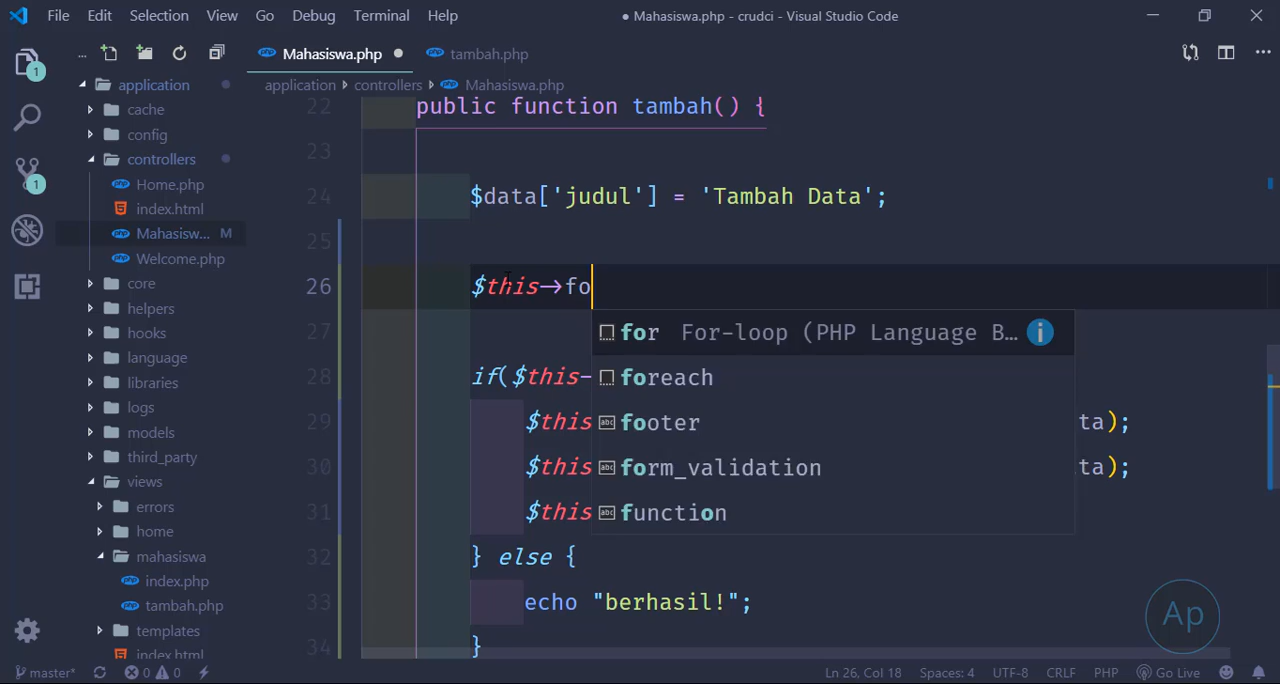 File Edit Selection View Go Debug Terminal Help
● Mahasiswa.php - crudci - Visual Studio Code
1
1
...
application
cache
config
controllers
Home.php
index.html
Mahasisw... M
Welcome.php
core
helpers
hooks
language
libraries
logs
models
third_party
views
errors
home
mahasiswa
index.php
tambah.php
templates
index.html
Mahasiswa.php ● tambah.php
application controllers Mahasiswa.php
22 public function tambah() {
23
24 $data['judul'] = 'Tambah Data';
25
26 $this->fo
for For-loop (PHP Language B...
foreach
footer
form_validation
function
27
28 if($this-
29 $this ta);
30 $this ta);
31 $this
32 } else {
33 echo "berhasil!";
34 }
Ap
master* 0 0 Ln 26, Col 18 Spaces: 4 UTF-8 CRLF PHP Go Live